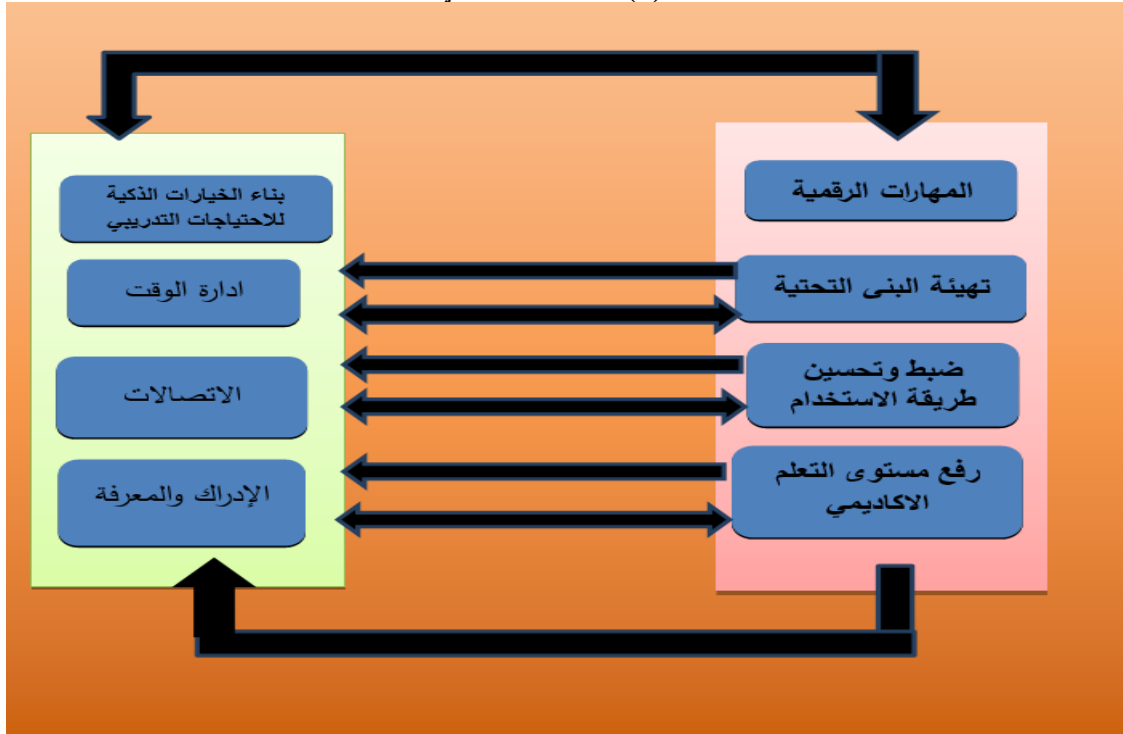 المهارات الرقمية
تهيئة البنى التحتية
ضبط وتحسين
طريقة الاستخدام
رفع مستوى التعلم
الاكاديمي
بناء الخيارات الذكية
للاحتياجات التدريبي
ادارة الوقت
الاتصالات
الإدراك والمعرفة